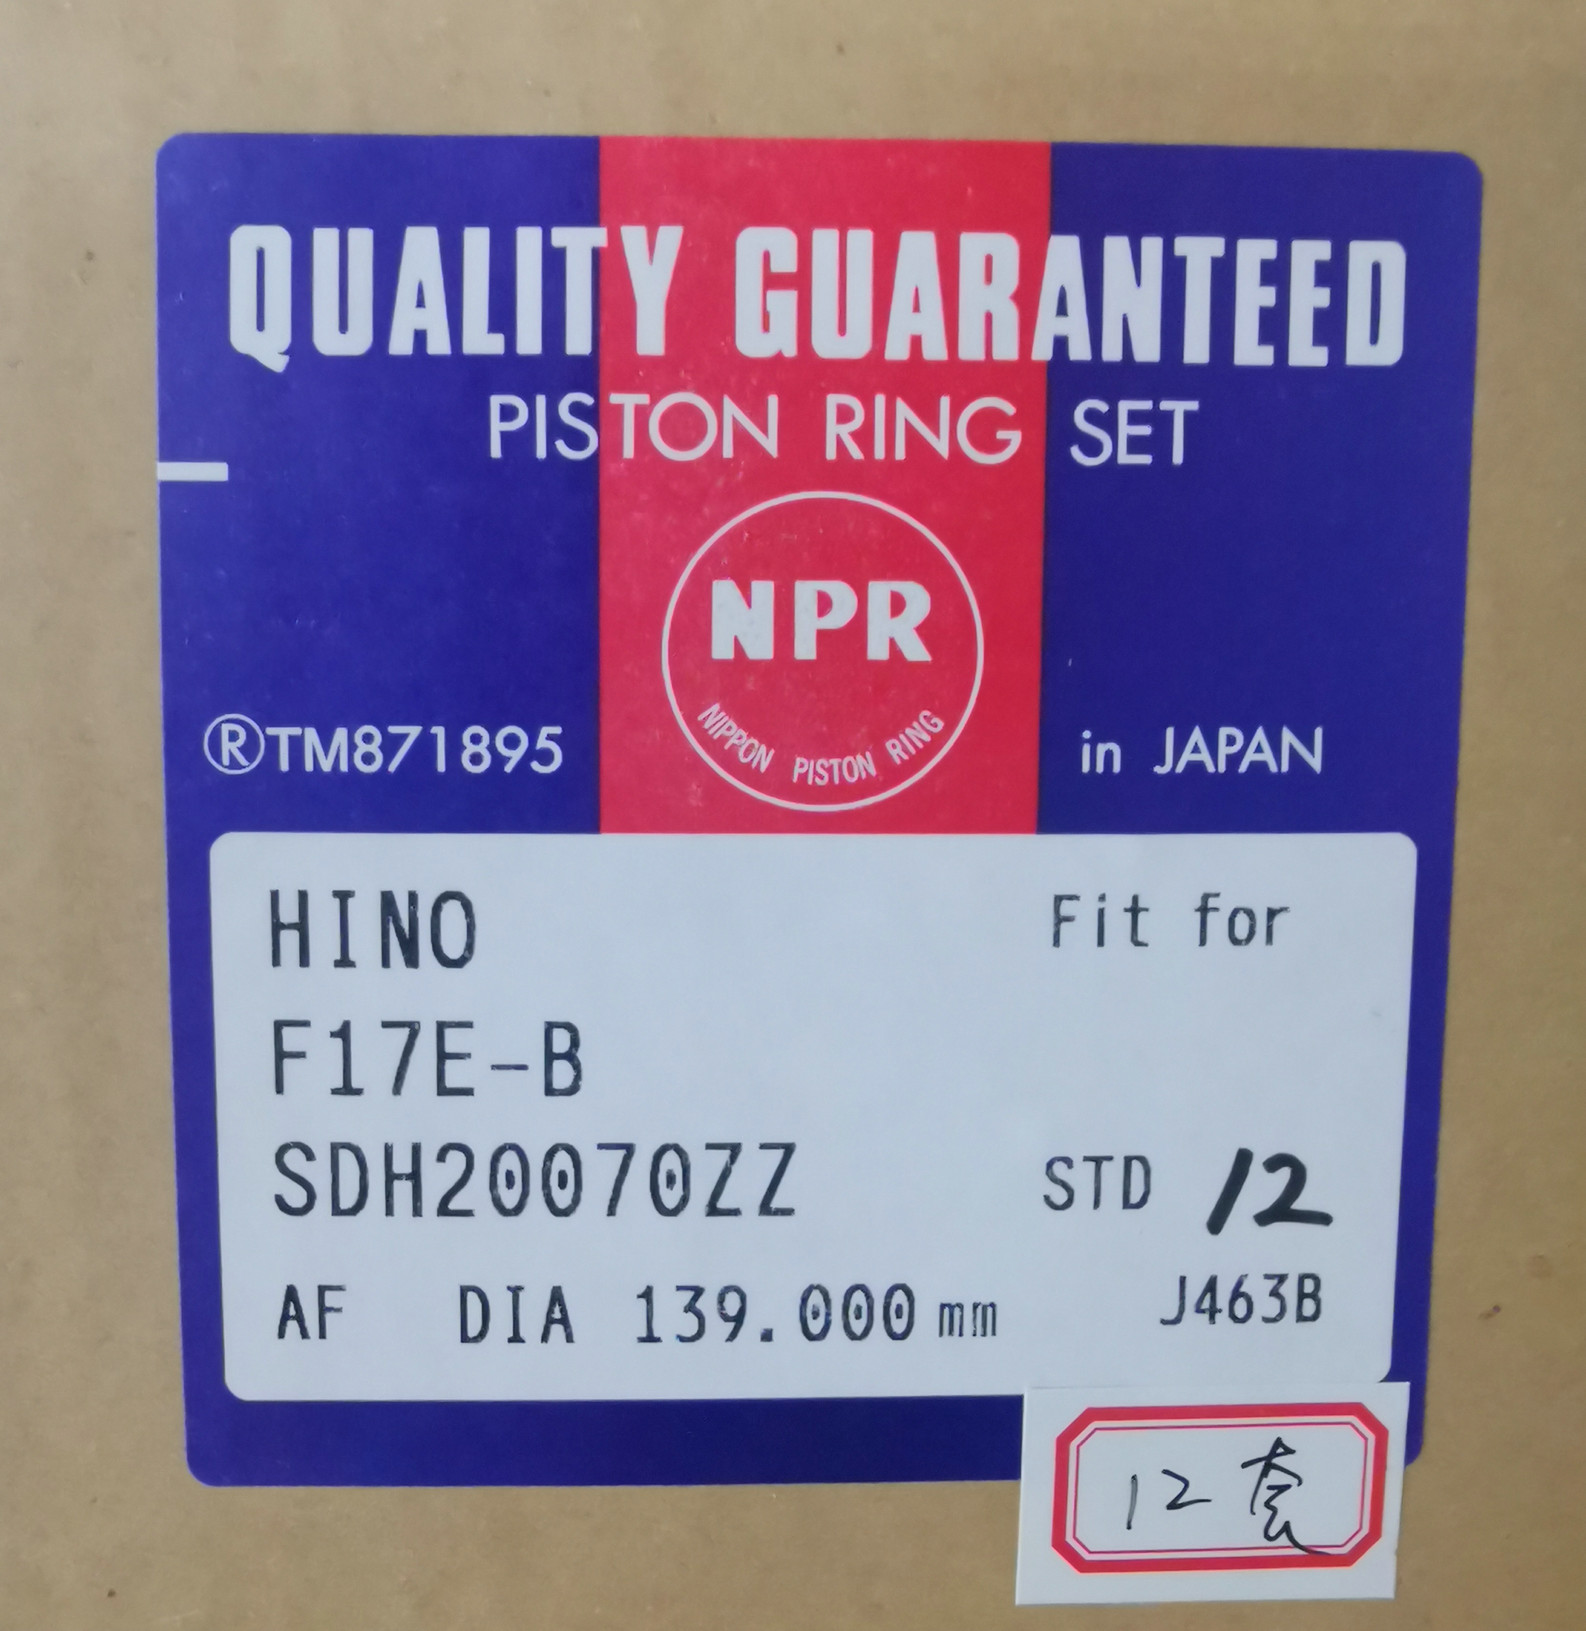 QUALITY GUARANTEED
PISTON RING SET
NPR
NIPPON PISTON RING
®TM871895
in JAPAN
HINO
Fit for
F17E-B
SDH20070ZZ
STD 12
AF DIA 139.000 mm
J463B
12套